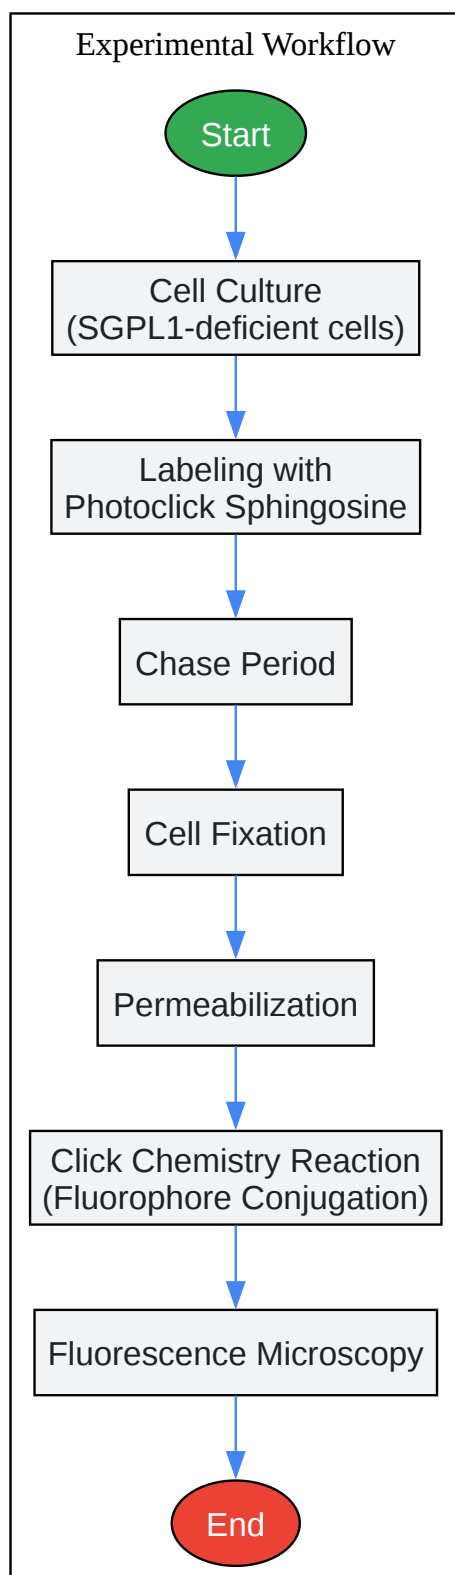 Experimental Workflow
Start
Cell Culture
(SGPL1-deficient cells)
Labeling with
Photoclick Sphingosine
Chase Period
Cell Fixation
Permeabilization
Click Chemistry Reaction
(Fluorophore Conjugation)
Fluorescence Microscopy
End